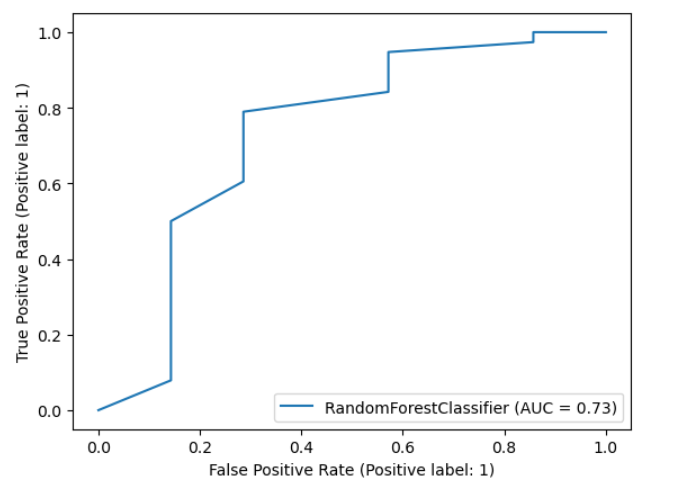 1.0
0.8
0.6
0.4
0.2
0.0
True Positive Rate (Positive label: 1)
RandomForestClassifier (AUC = 0.73)
0.0 0.2 0.4 0.6 0.8 1.0
False Positive Rate (Positive label: 1)